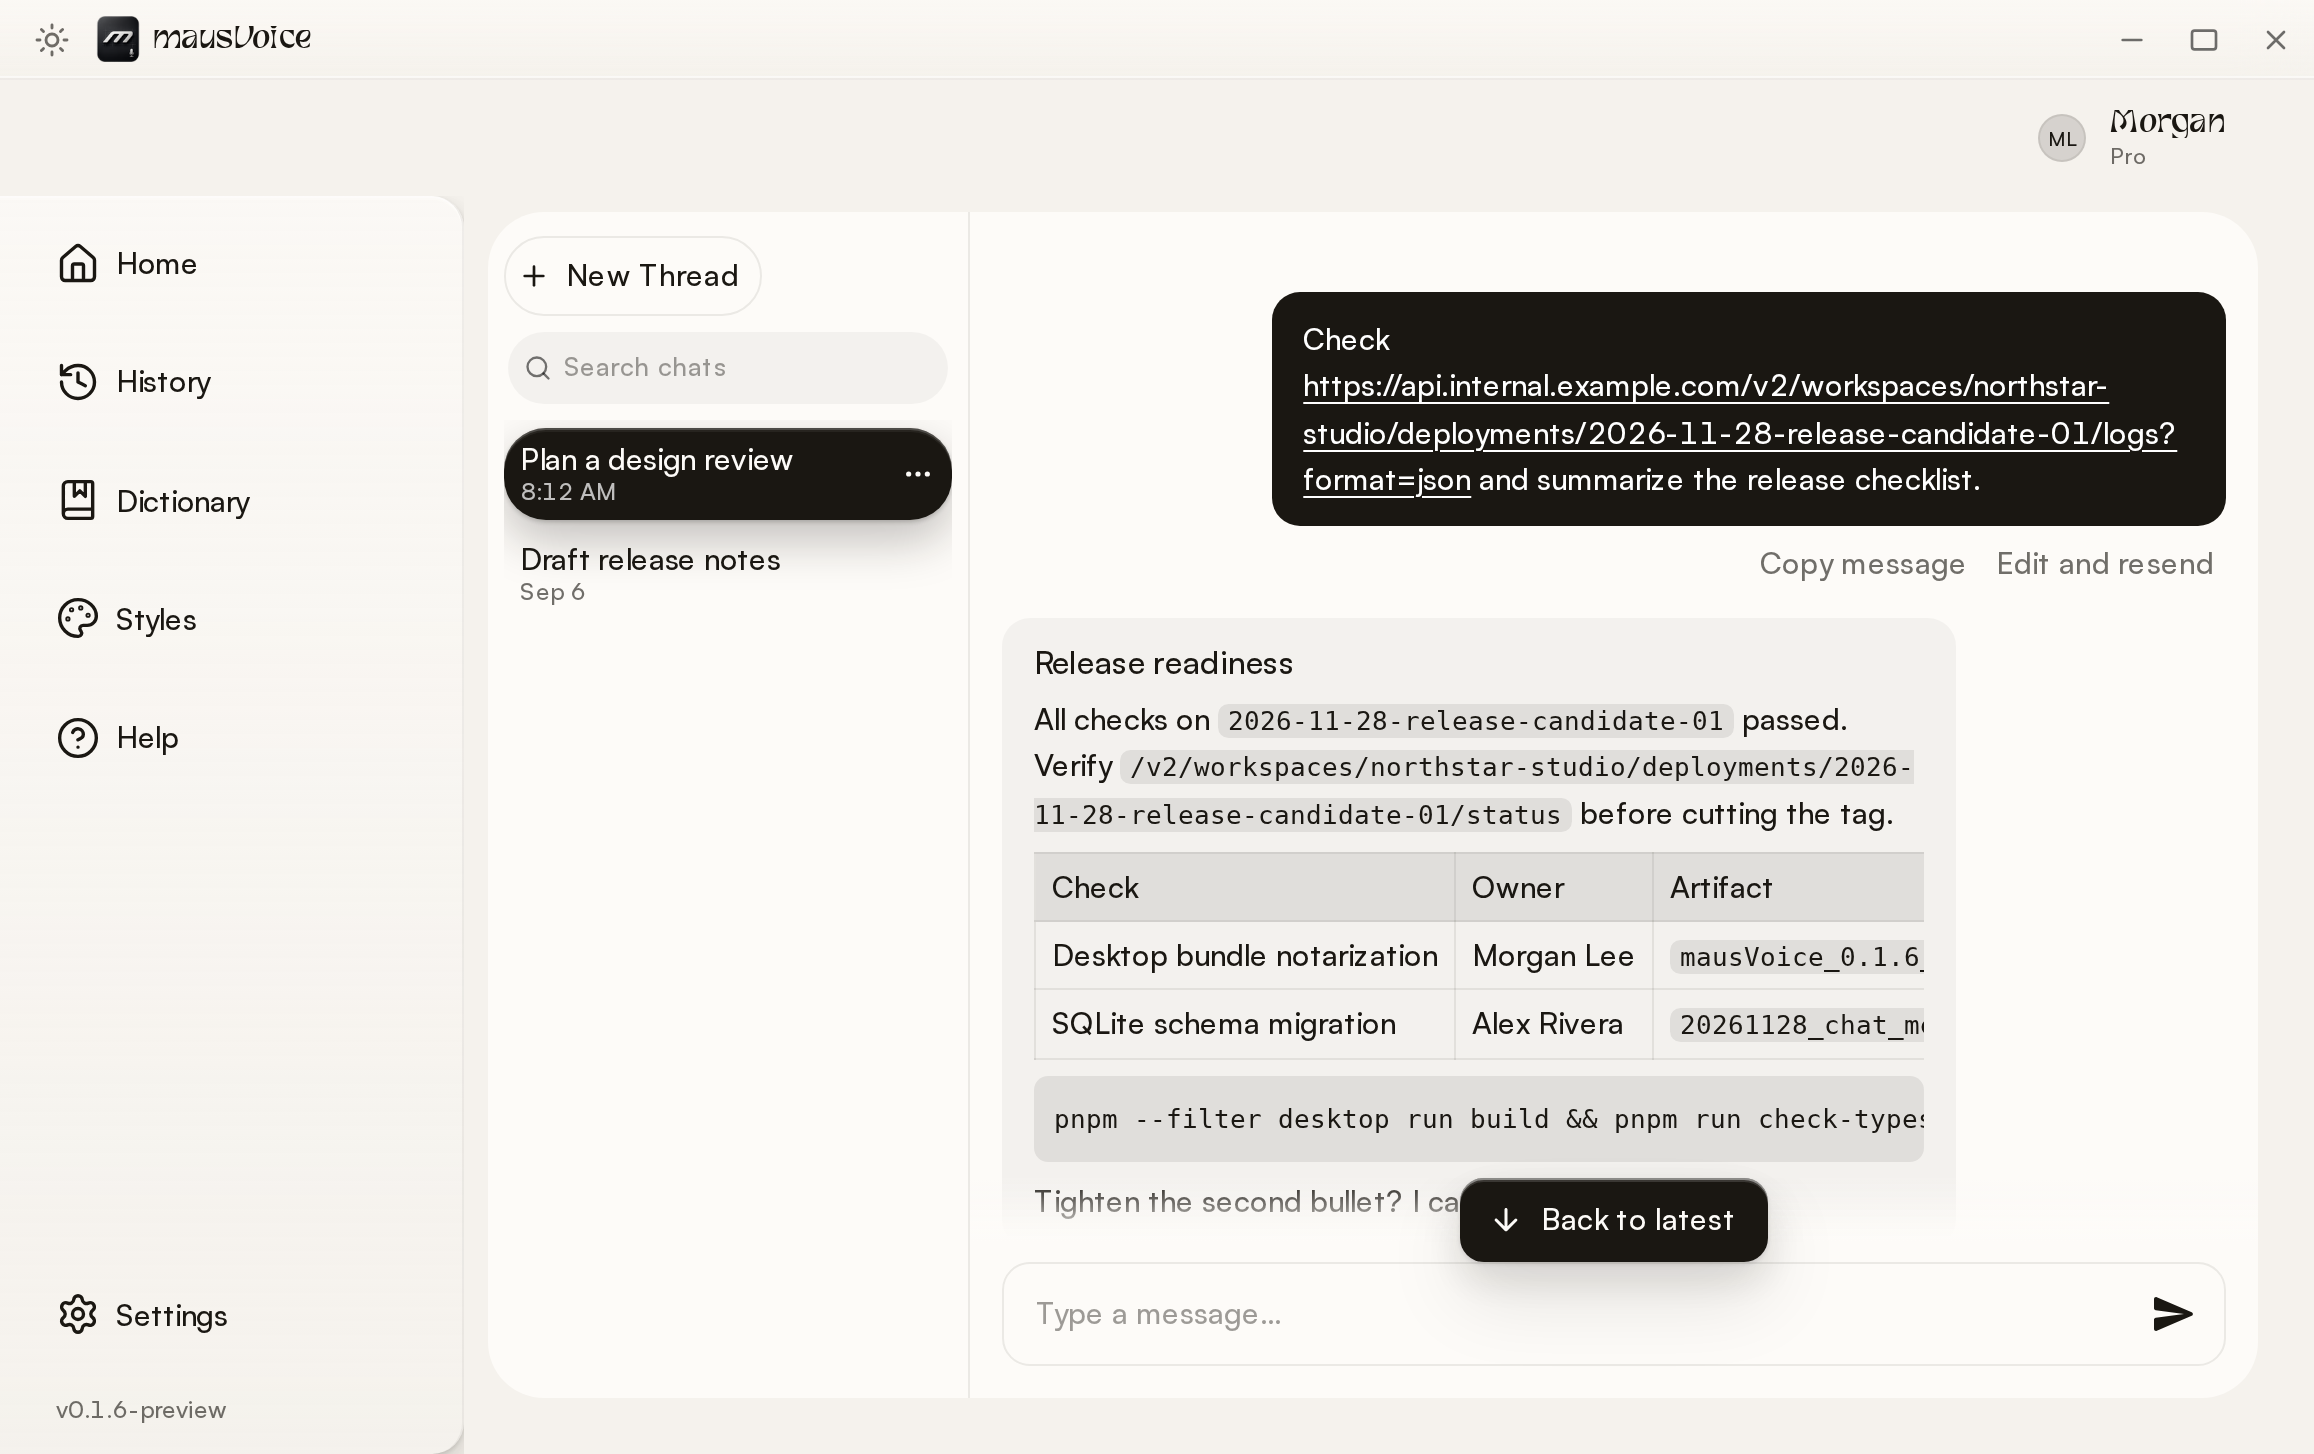 mausVoice
ML
Morgan
Pro
Home
History
Dictionary
Styles
Help
Settings
v0.1.6-preview
New Thread
Search chats
Plan a design review
8:12 AM
Draft release notes
Sep 6
Check
https://api.internal.example.com/v2/workspaces/northstar-
studio/deployments/2026-11-28-release-candidate-01/logs?
format=json and summarize the release checklist.
Copy message Edit and resend
Release readiness
All checks on 2026-11-28-release-candidate-01 passed.
Verify /v2/workspaces/northstar-studio/deployments/2026-
11-28-release-candidate-01/status before cutting the tag.
Check Owner Artifact
Desktop bundle notarization Morgan Lee mausVoice_0.1.6_
SQLite schema migration Alex Rivera 20261128_chat_
pnpm --filter desktop run build && pnpm run check-types
Tighten the second bullet? I ca
Back to latest
Type a message...